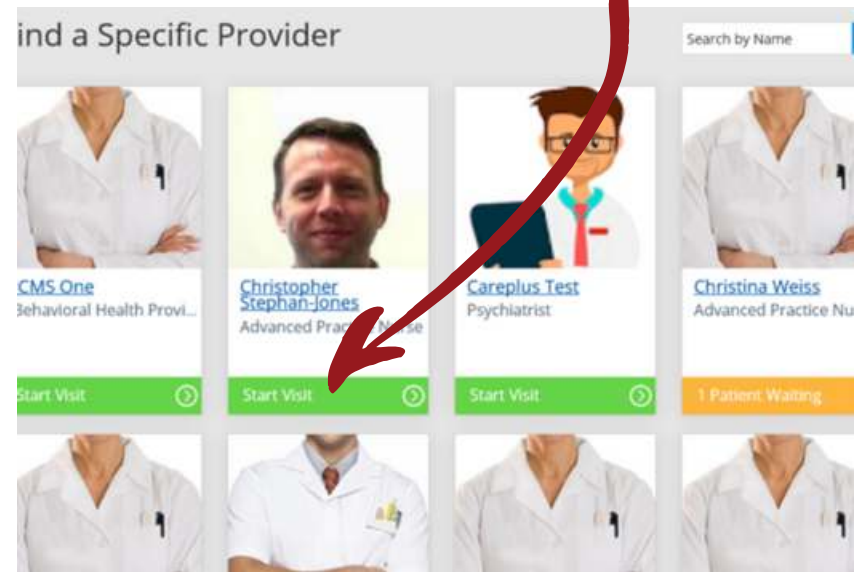 ind a Specific Provider
Search by Name
CMS One
Behavioral Health Provi...
Start Visit
Christopher
Stephan-Jones
Advanced Practice Nurse
Start Visit
Careplus Test
Psychiatrist
Start Visit
Christina Weiss
Advanced Practice Nu
1 Patient Waiting